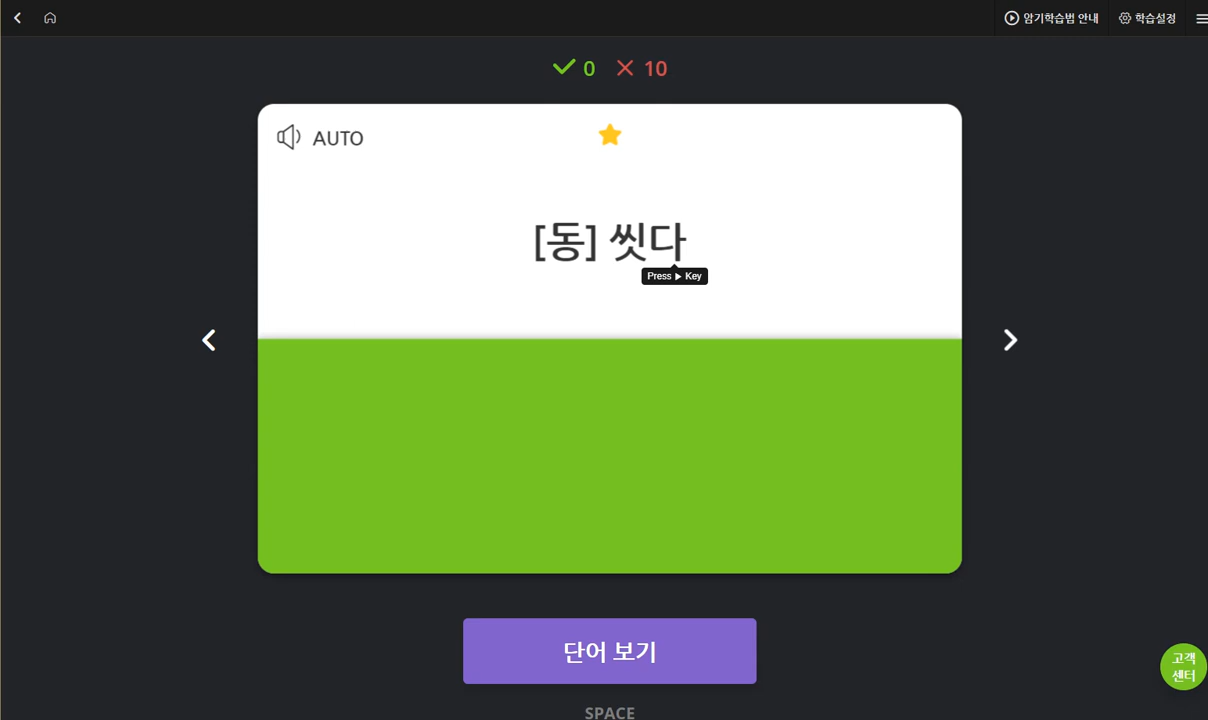 암기학습법 안내 학습설정
0 10
AUTO
[동] 씻다
Press ▶ Key
단어 보기
SPACE
고객
센터